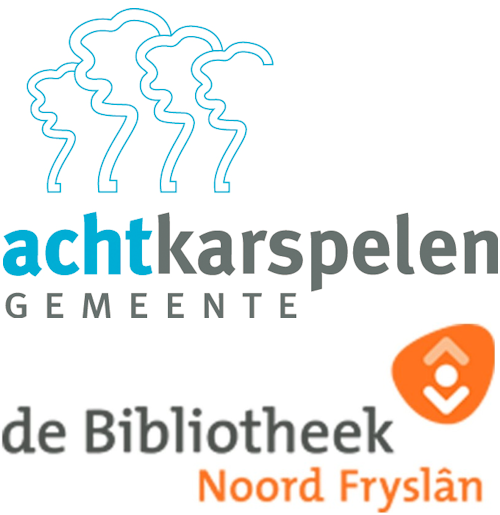 achtkarspelen
GEMEENTE
de Bibliotheek
Noord Fryslân